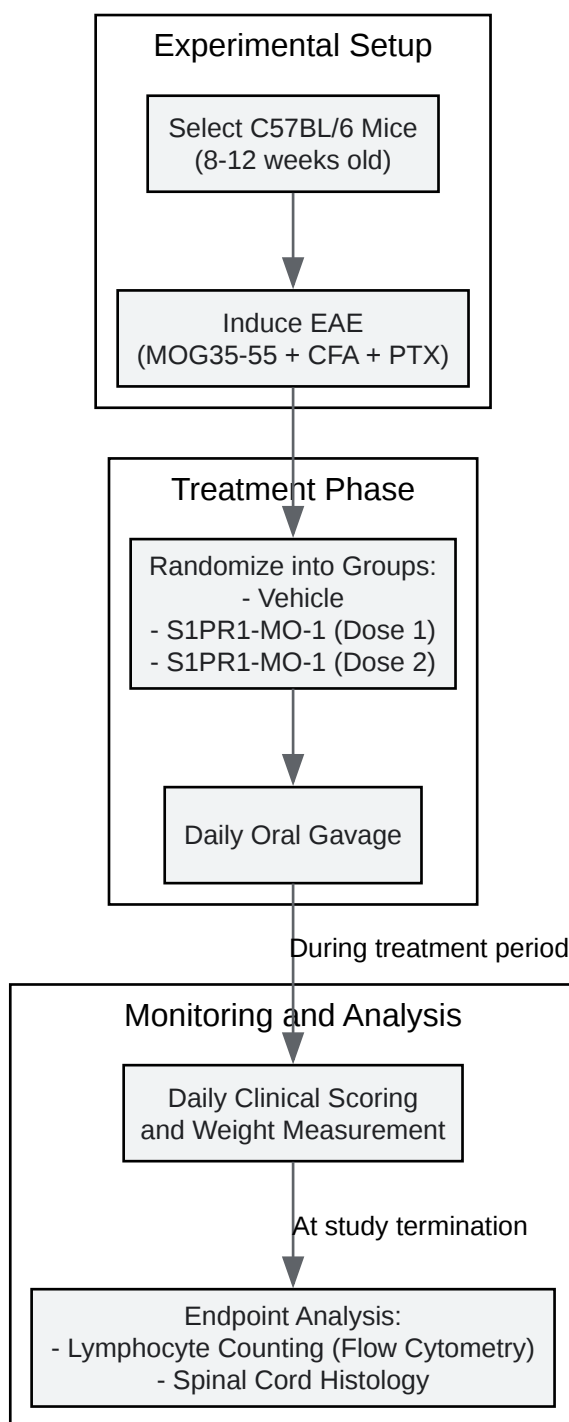 Experimental Setup
Select C57BL/6 Mice
(8-12 weeks old)
Induce EAE
(MOG35-55 + CFA + PTX)
Treatment Phase
Randomize into Groups:
- Vehicle
- S1PR1-MO-1 (Dose 1)
- S1PR1-MO-1 (Dose 2)
Daily Oral Gavage
During treatment period
Monitoring and Analysis
Daily Clinical Scoring
and Weight Measurement
At study termination
Endpoint Analysis:
- Lymphocyte Counting (Flow Cytometry)
- Spinal Cord Histology